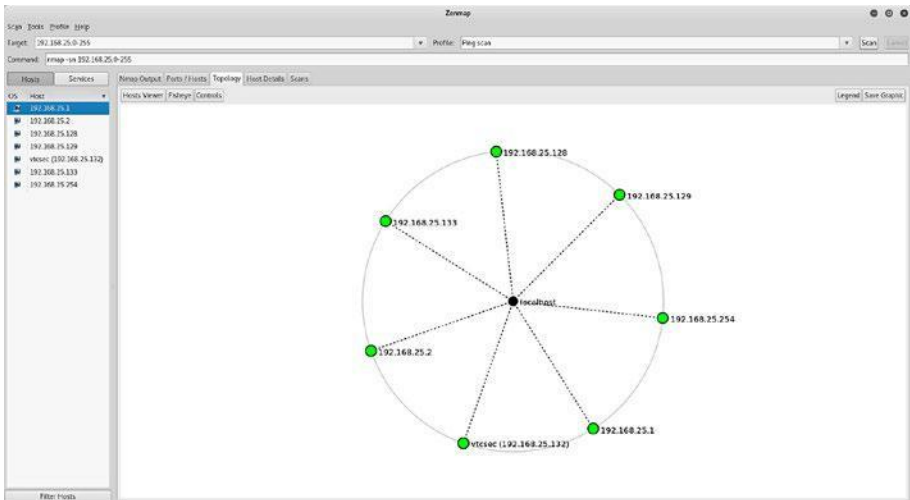 Zenmap
Scan Tools Profile Help
Target: 192.168.25.0-255 Profile: Ping scan Scan Cancel
Command: nmap -sn 192.168.25.0-255
Hosts Services Nmap Output Ports / Hosts Topology Host Details Scans
OS Host
Hosts Viewer Fisheye Controls Legend Save Graphic
192.168.25.1
192.168.25.2
192.168.25.128
192.168.25.129
vtcsec (192.168.25.132)
192.168.25.133
192.168.25.254
192.168.25.128
192.168.25.129
192.168.25.133
localhost
192.168.25.254
192.168.25.2
192.168.25.1
vtcsec (192.168.25.132)
Filter Hosts